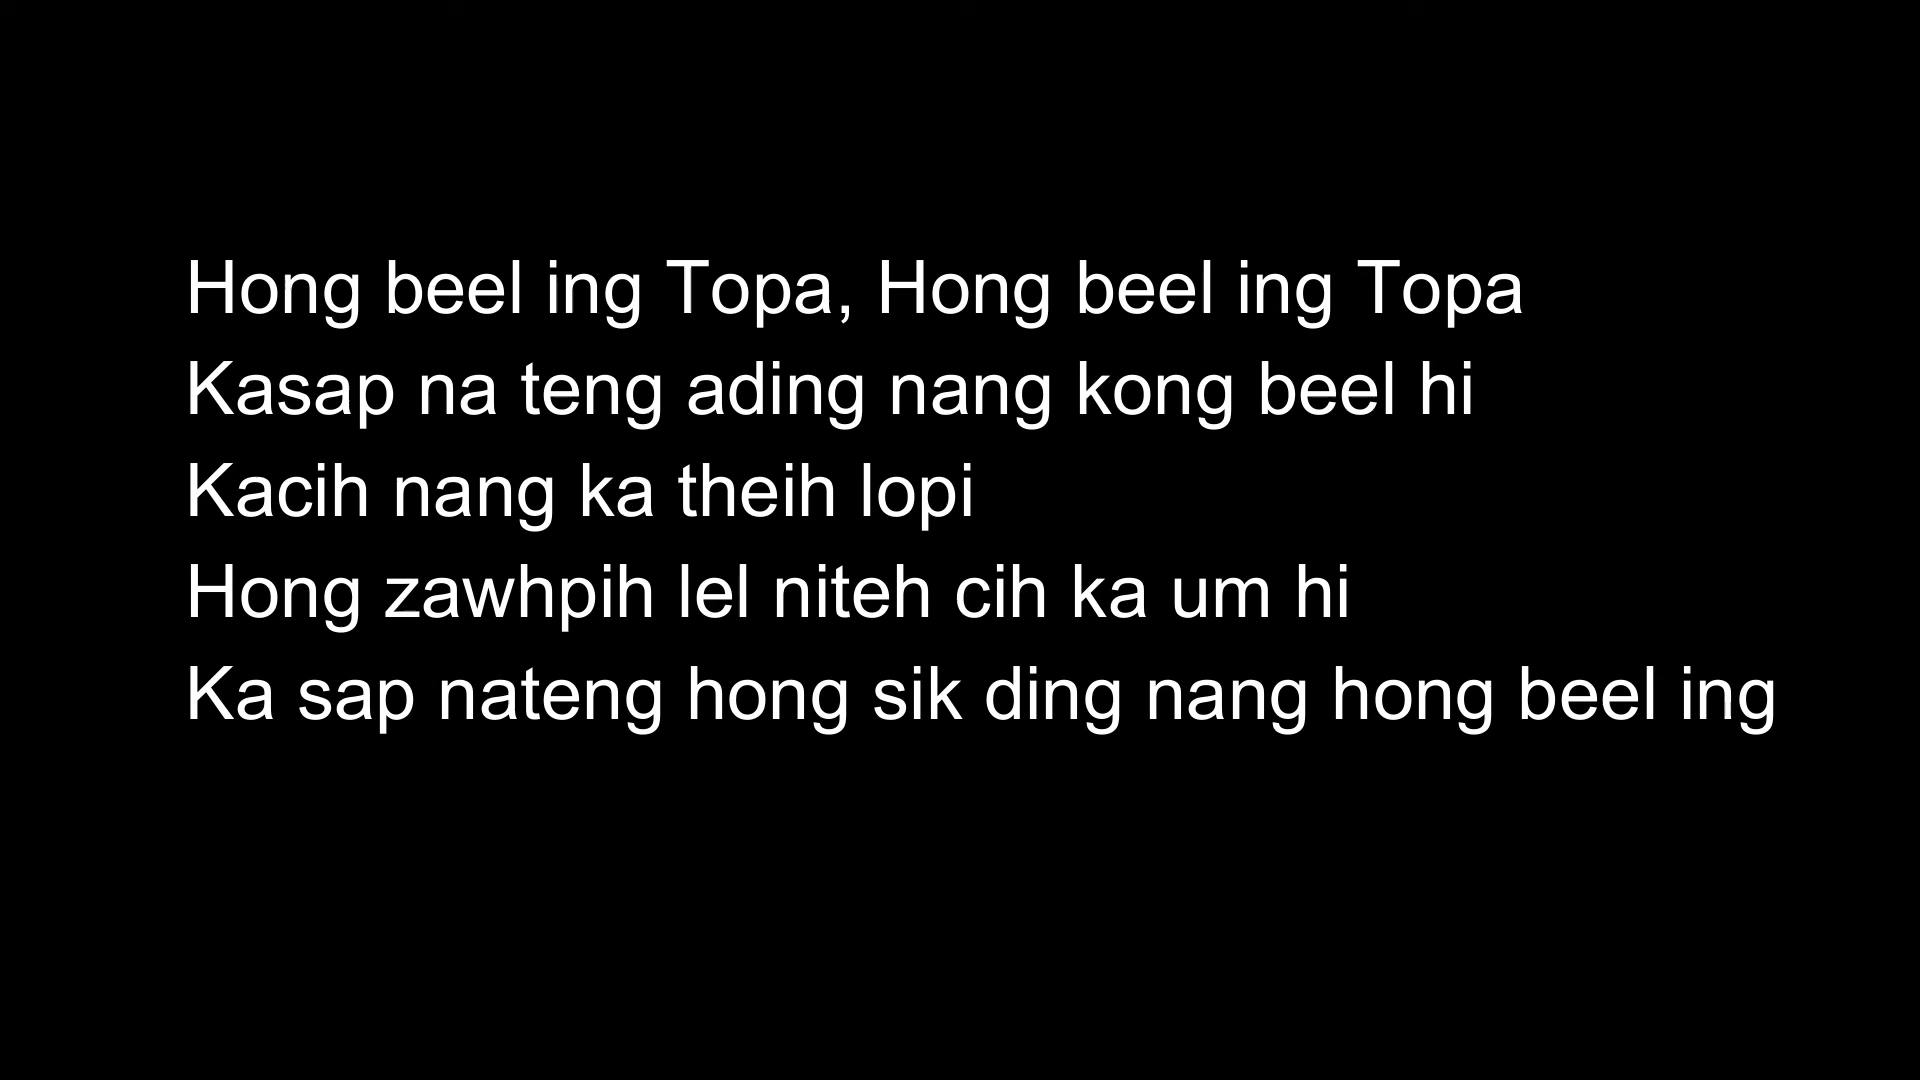 Hong beel ing Topa, Hong beel ing Topa
Kasap na teng ading nang kong beel hi
Kacih nang ka theih lopi
Hong zawhpih lel niteh cih ka um hi
Ka sap nateng hong sik ding nang hong beel ing